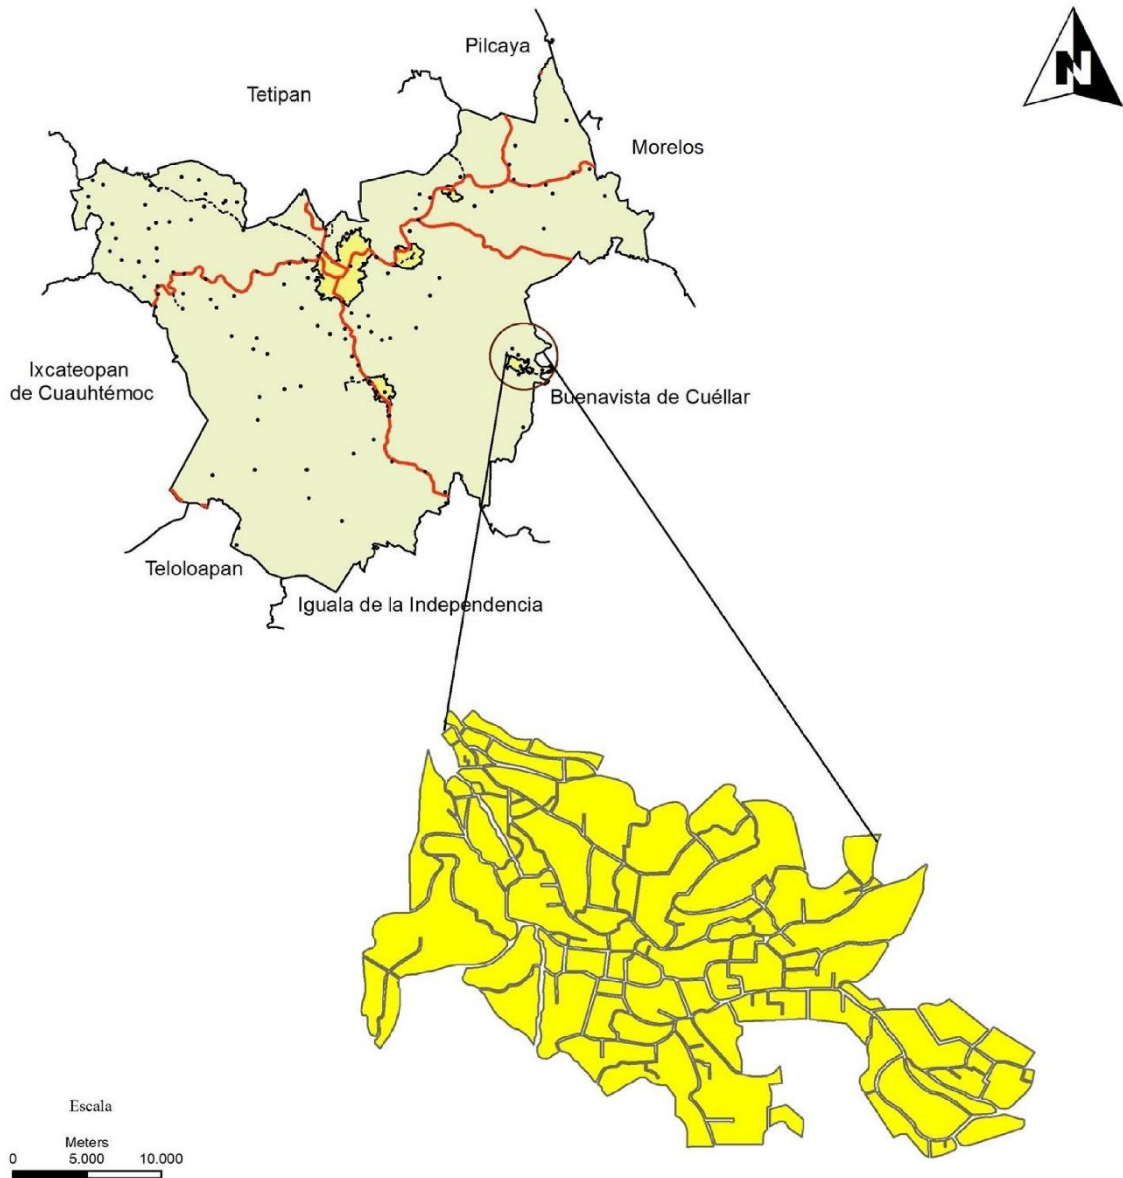 Pilcaya
Tetipan
N
Morelos
Ixcateopan
de Cuauhtémoc
Buenavista de Cuéllar
Teloloapan
Iguala de la Independencia
Escala
Meters
0 5.000 10.000